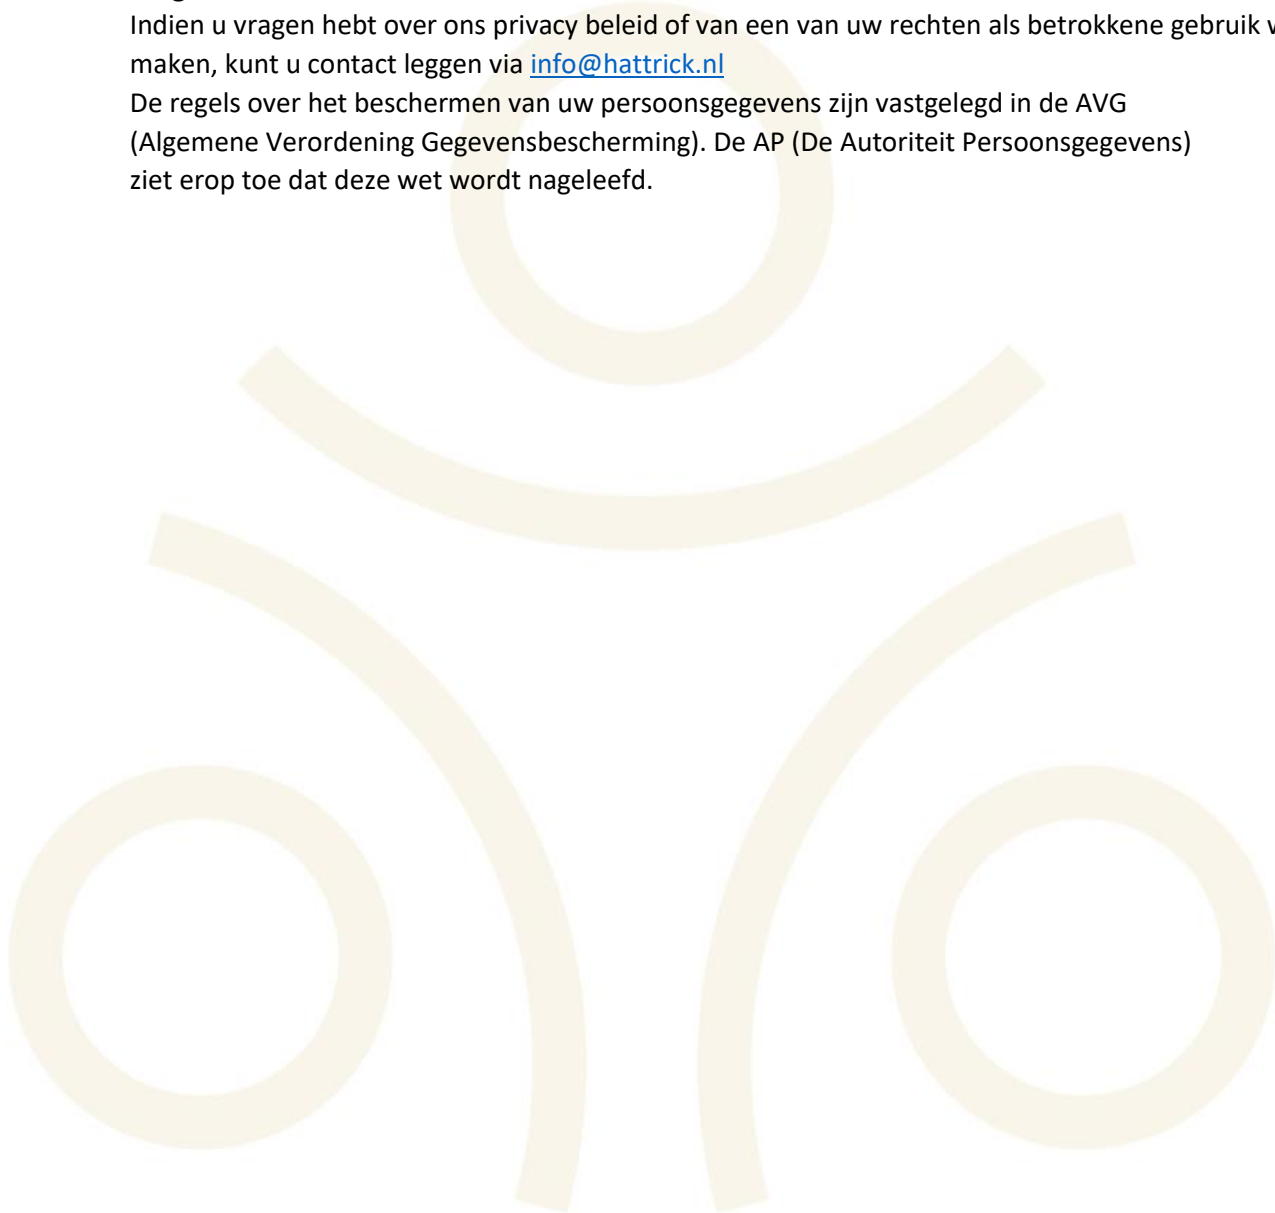 Indien u vragen hebt over ons privacy beleid of van een van uw rechten als betrokkene gebruik
maken, kunt u contact leggen via info@hattrick.nl
De regels over het beschermen van uw persoonsgegevens zijn vastgelegd in de AVG
(Algemene Verordening Gegevensbescherming). De AP (De Autoriteit Persoonsgegevens)
ziet erop toe dat deze wet wordt nageleefd.